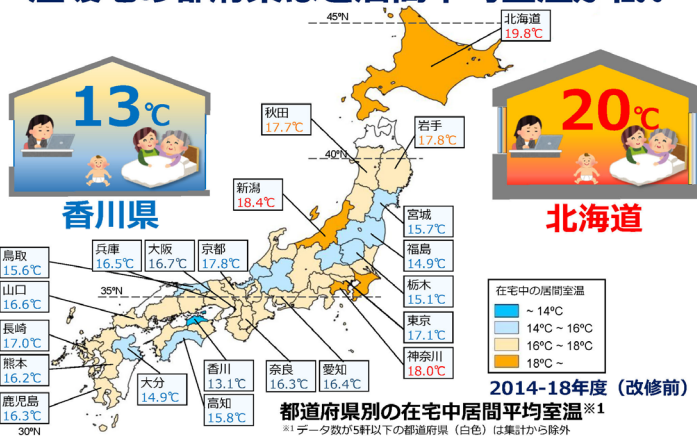 45°N
北海道
19.8℃
13℃
香川県
20℃
北海道
秋田
17.7℃
岩手
17.8℃
40°N
新潟
18.4℃
宮城
15.7℃
福島
14.9℃
栃木
15.1℃
東京
17.1℃
神奈川
18.0℃
鳥取
15.6℃
兵庫
16.5℃
大阪
16.7℃
京都
17.8℃
山口
16.6℃
35°N
長崎
17.0℃
熊本
16.2℃
鹿児島
16.3℃
大分
14.9℃
高知
15.8℃
香川
13.1℃
奈良
16.3℃
愛知
16.4℃
30°N
在宅中の居間室温
~ 14℃
14℃ ~ 16℃
16℃ ~ 18℃
18℃ ~
2014-18年度（改修前）
都道府県別の在宅中居間平均室温※1
※1 データ数が5軒以下の都道府県（白色）は集計から除外